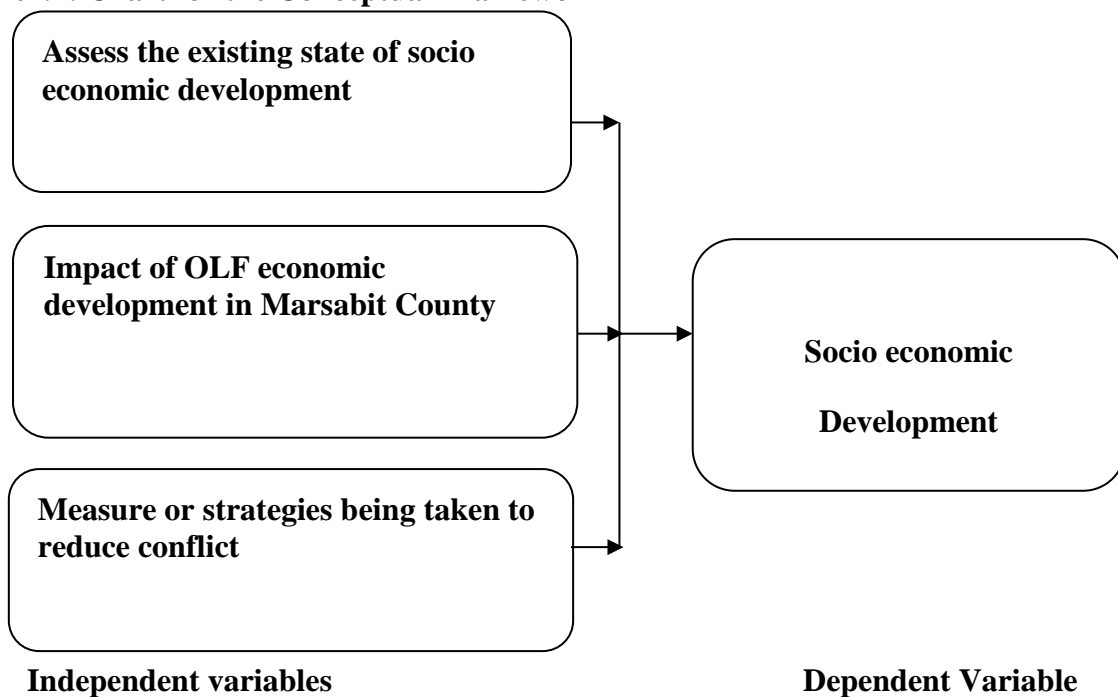 Assess the existing state of socio
economic development
Impact of OLF economic
development in Marsabit County
Socio economic
Development
Measure or strategies being taken to
reduce conflict
Independent variables
Dependent Variable